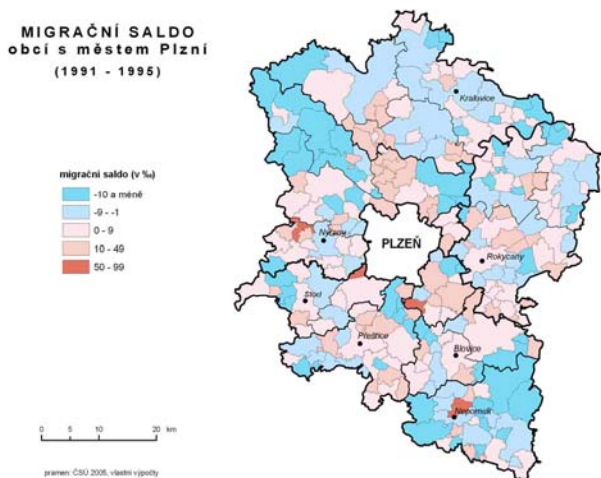 MIGRAČNÍ SALDO
obcí s městem Plzní
(1991 - 1995)
migrační saldo (v ‰)
-10 a méně
-9 - -1
0 - 9
10 - 49
50 - 99
Kralovice
Nýřany
PLZEŇ
Rokycany
Stod
Přeštice
Blovice
Nepomuk
0 10 20 km
pramen: ČSÚ 2005, vlastní výpočty